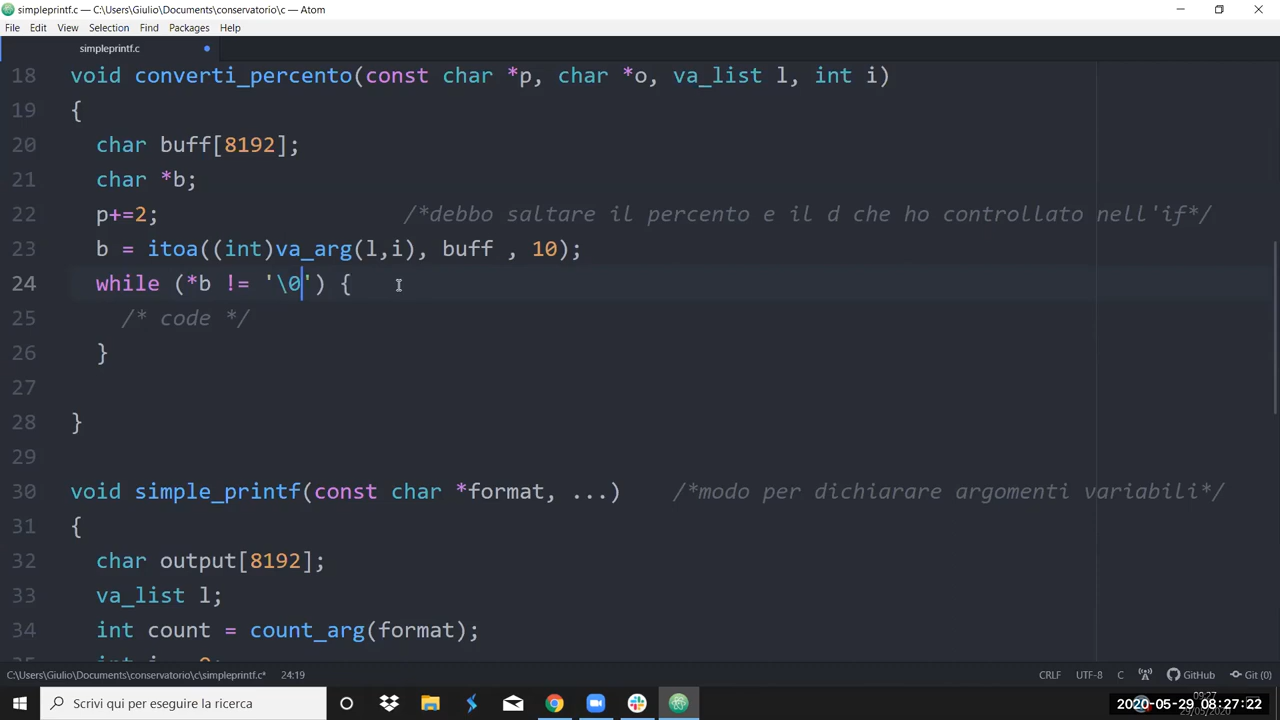 simpleprintf.c — C:\Users\Giulio\Documents\conservatorio\c — Atom
File Edit View Selection Find Packages Help
simpleprintf.c
18 void converti_percento(const char *p, char *o, va_list l, int i)
19 {
20 char buff[8192];
21 char *b;
22 p+=2; /*debbo saltare il percento e il d che ho controllato nell'if*/
23 b = itoa((int)va_arg(l,i), buff , 10);
24 while (*b != '\0') {
25 /* code */
26 }
27
28 }
29
30 void simple_printf(const char *format, ...) /*modo per dichiarare argomenti variabili*/
31 {
32 char output[8192];
33 va_list l;
34 int count = count_arg(format);
C:\Users\Giulio\Documents\conservatorio\c\simpleprintf.c* 24:19 CRLF UTF-8 C GitHub Git (0)
Scrivi qui per eseguire la ricerca
09:27
2020-05-29 08:27:22